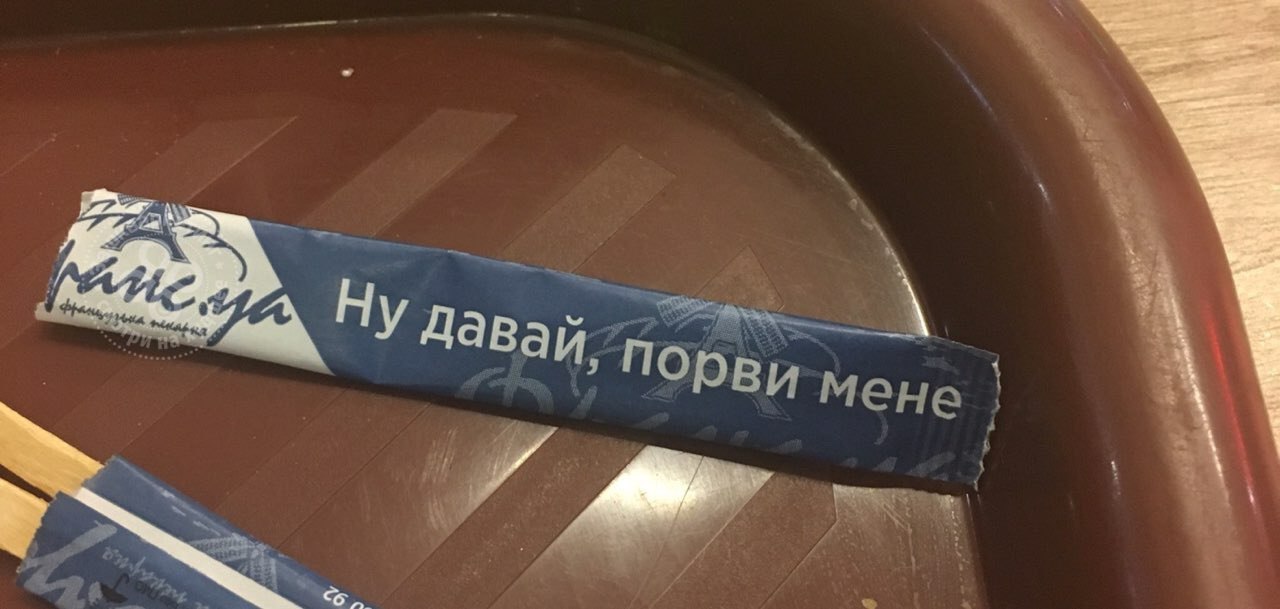 Франс.уа
французька пекарня
Ну давай, порви мене